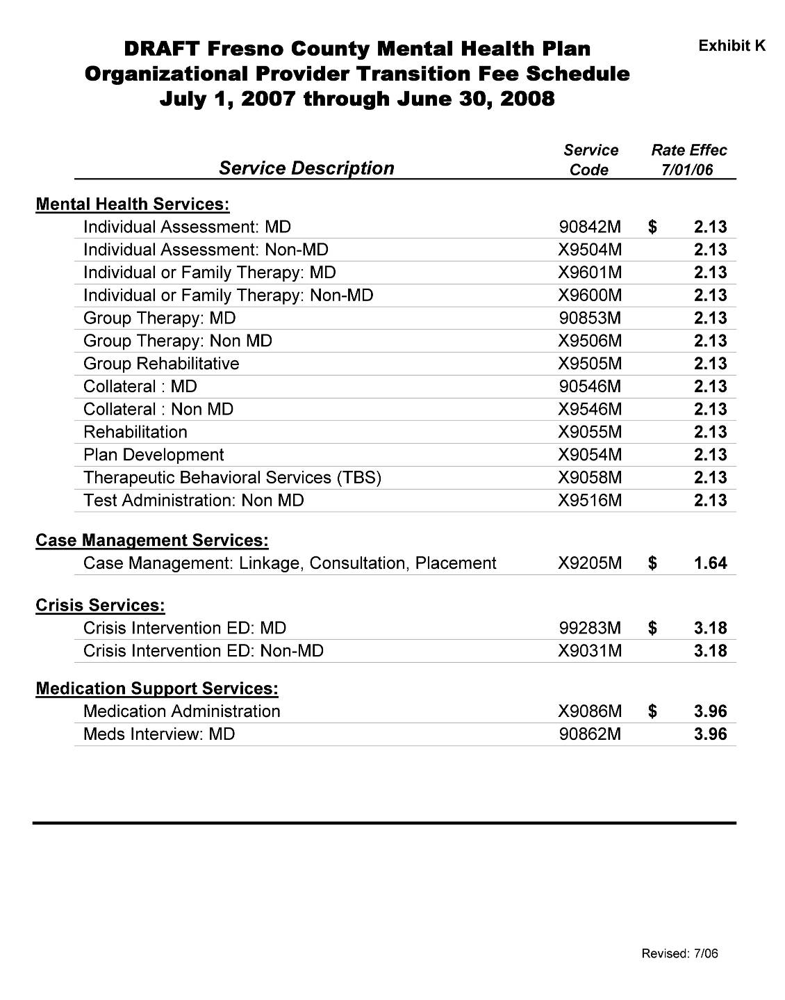 DRAFT Fresno County Mental Health Plan
Exhibit K
Organizational Provider Transition Fee Schedule
July 1, 2007 through June 30, 2008
Service Rate Effec
Service Description Code 7/01/06
Mental Health Services:
Individual Assessment: MD 90842M $ 2.13
Individual Assessment: Non-MD X9504M 2.13
Individual or Family Therapy: MD X9601M 2.13
Individual or Family Therapy: Non-MD X9600M 2.13
Group Therapy: MD 90853M 2.13
Group Therapy: Non MD X9506M 2.13
Group Rehabilitative X9505M 2.13
Collateral : MD 90546M 2.13
Collateral : Non MD X9546M 2.13
Rehabilitation X9055M 2.13
Plan Development X9054M 2.13
Therapeutic Behavioral Services (TBS) X9058M 2.13
Test Administration: Non MD X9516M 2.13
Case Management Services:
Case Management: Linkage, Consultation, Placement X9205M $ 1.64
Crisis Services:
Crisis Intervention ED: MD 99283M $ 3.18
Crisis Intervention ED: Non-MD X9031M 3.18
Medication Support Services:
Medication Administration X9086M $ 3.96
Meds Interview: MD 90862M 3.96
Revised: 7/06